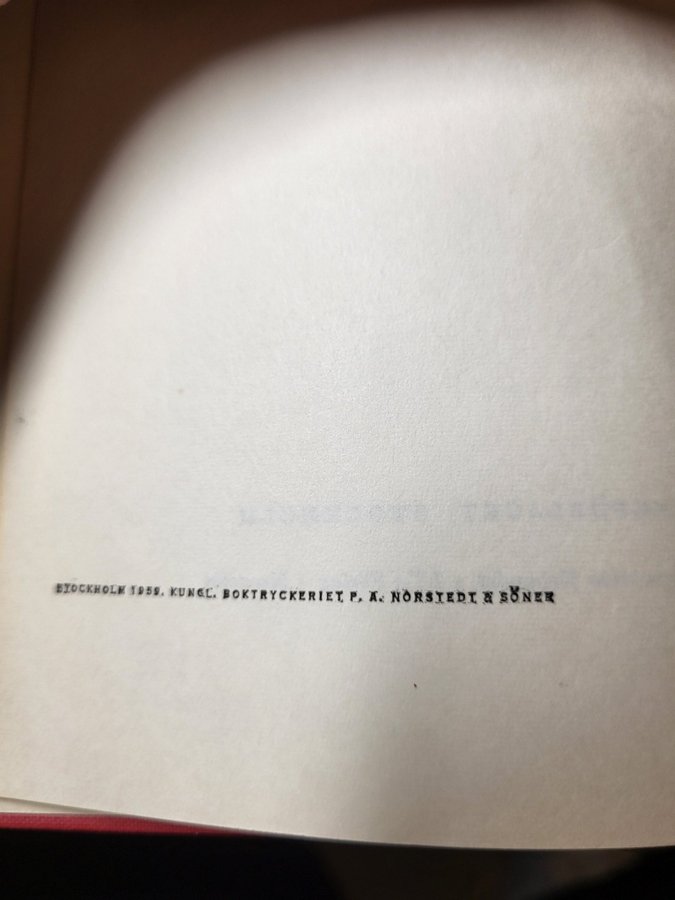 STOCKHOLM 1959. KUNGL. BOKTRYCKERIET P. A. NORSTEDT & SÖNER